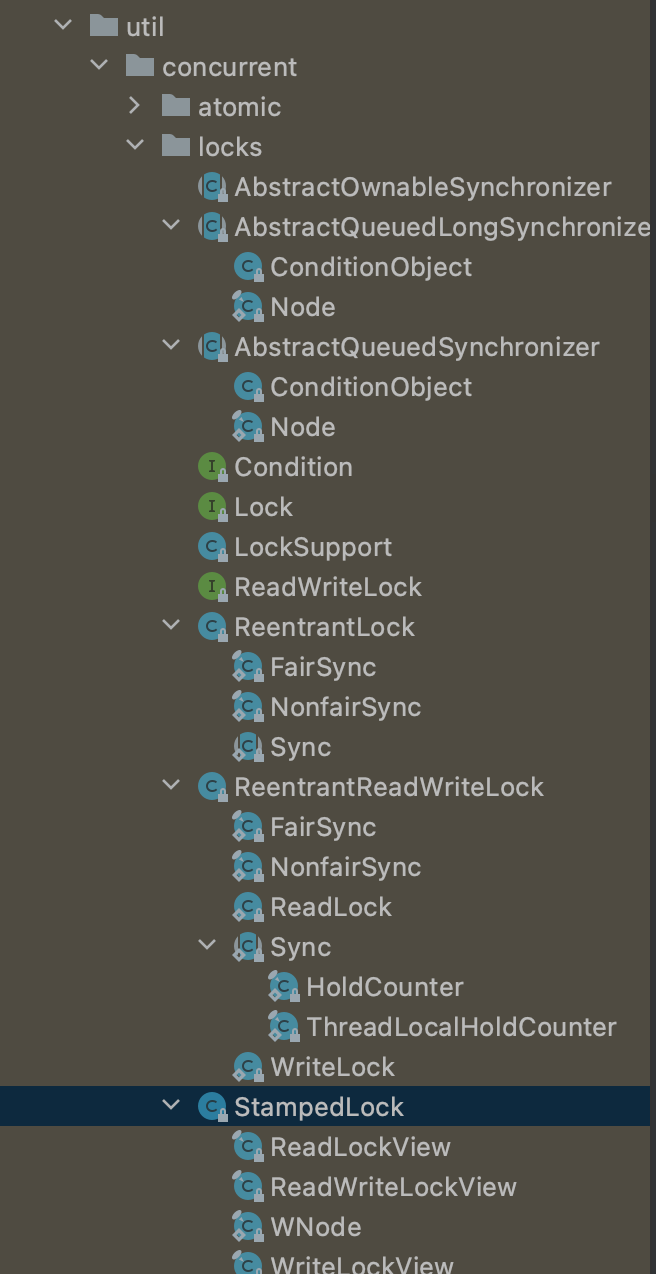 util
concurrent
atomic
locks
AbstractOwnableSynchronizer
AbstractQueuedLongSynchronize
ConditionObject
Node
AbstractQueuedSynchronizer
ConditionObject
Node
Condition
Lock
LockSupport
ReadWriteLock
ReentrantLock
FairSync
NonfairSync
Sync
ReentrantReadWriteLock
FairSync
NonfairSync
ReadLock
Sync
HoldCounter
ThreadLocalHoldCounter
WriteLock
StampedLock
ReadLockView
ReadWriteLockView
WNode
WriteLockView